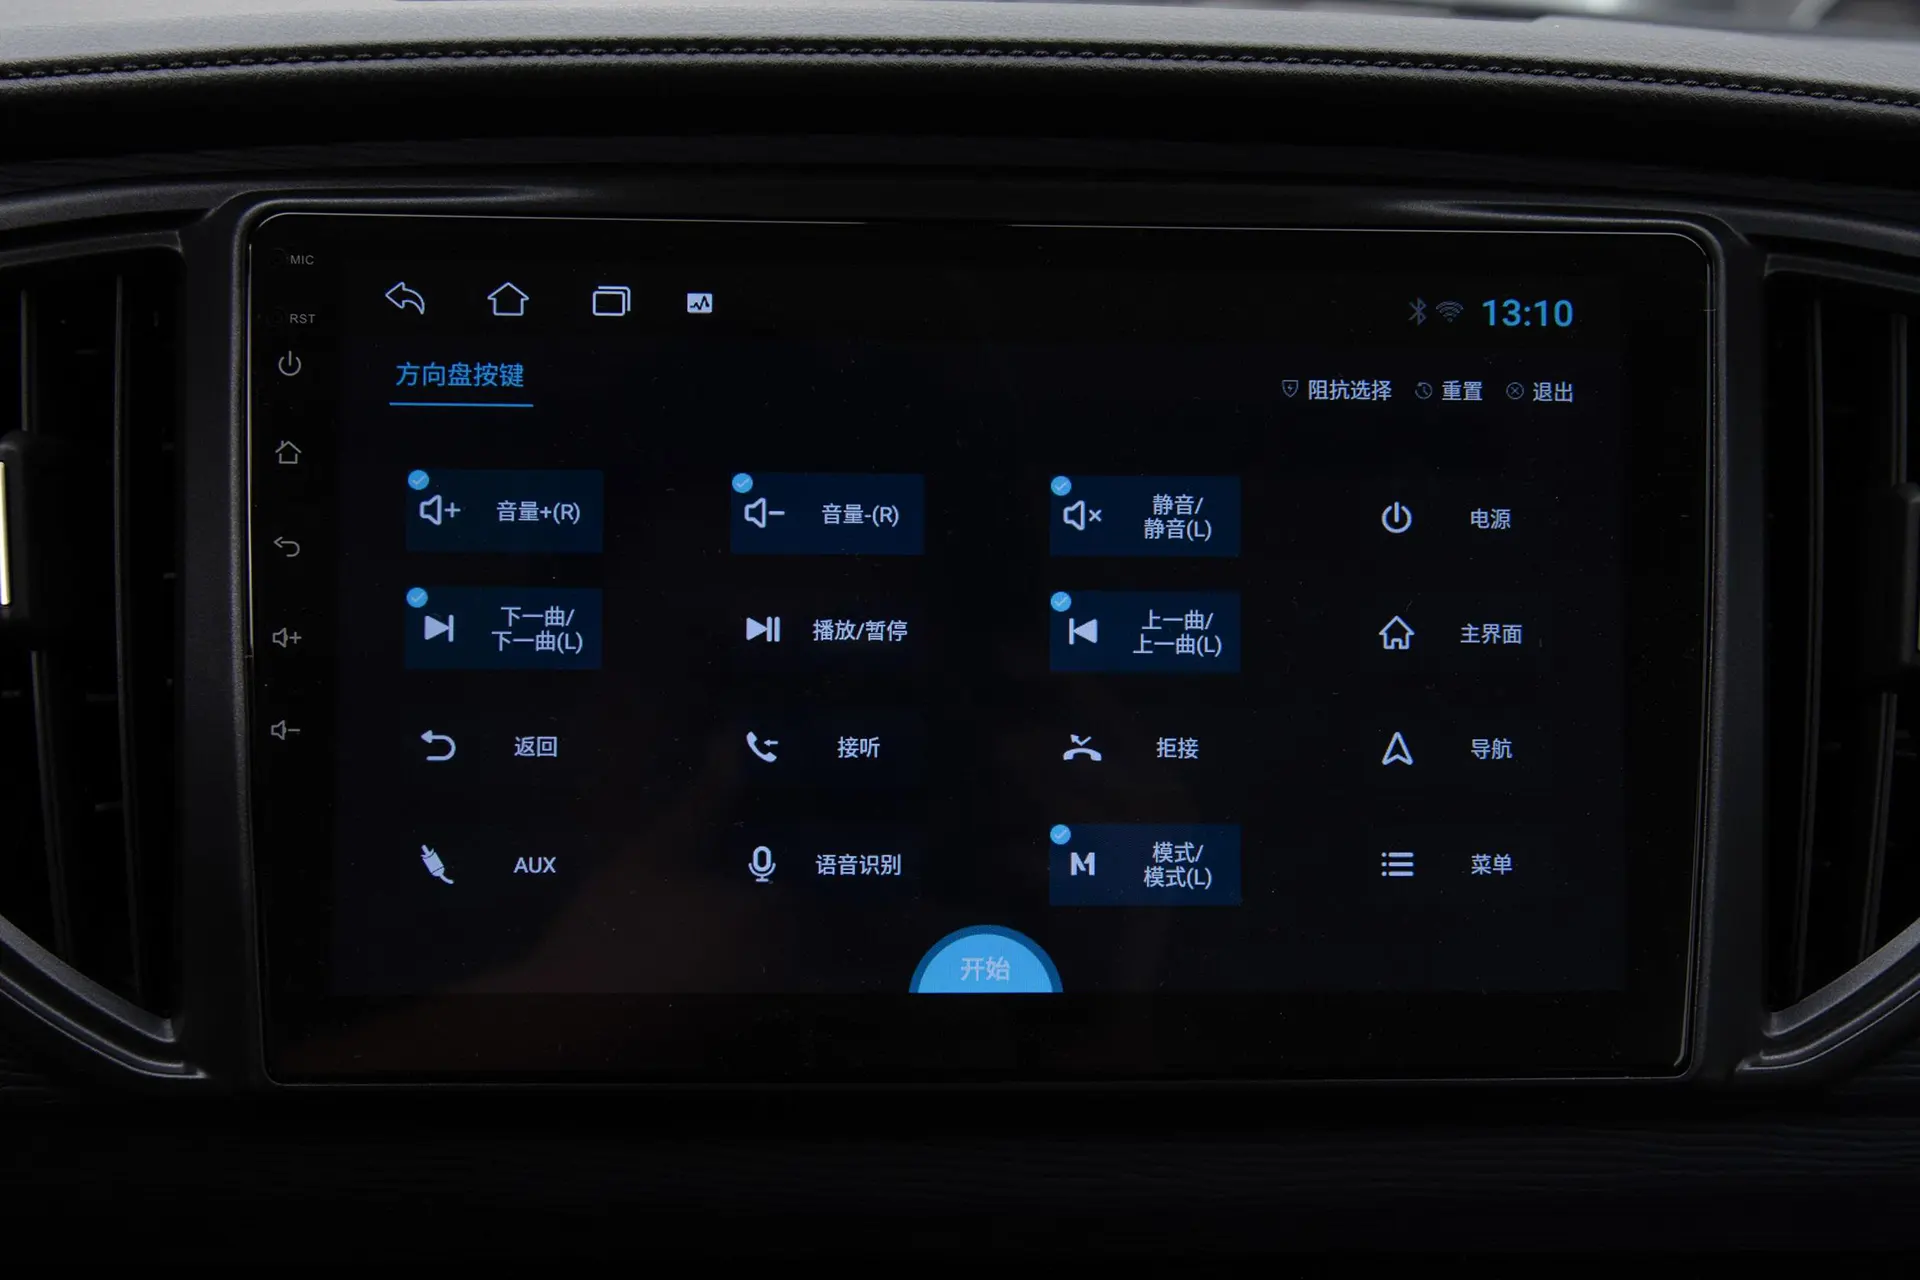 MIC
RST
13:10
方向盘按键
阻抗选择 重置 退出
音量+(R)
音量-(R)
静音/
静音(L)
电源
下一曲/
下一曲(L)
播放/暂停
上一曲/
上一曲(L)
主界面
返回
接听
拒接
导航
AUX
语音识别
M
模式/
模式(L)
菜单
开始